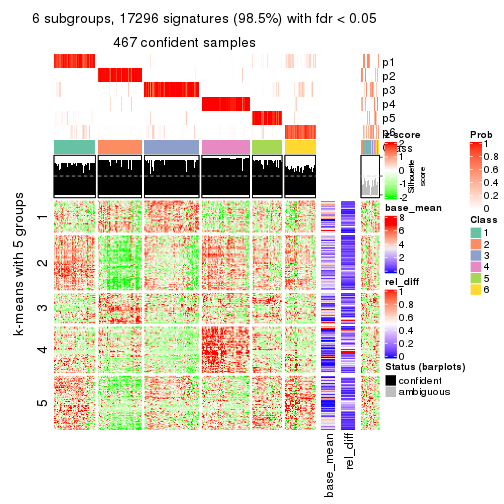 6 subgroups, 17296 signatures (98.5%) with fdr < 0.05
467 confident samples
p1
p2
p3
p4
p5
p6
Class
Silhouette
score
z-score
2
-2
Prob
1
0.8
0.6
0.4
0.2
0
base_mean
8
6
4
2
0
Class
1
2
3
4
5
6
rel_diff
1
0.8
0.6
0.4
0.2
0
Status (barplots)
confident
ambiguous
k-means with 5 groups
1
2
3
4
5
base_mean
rel_diff